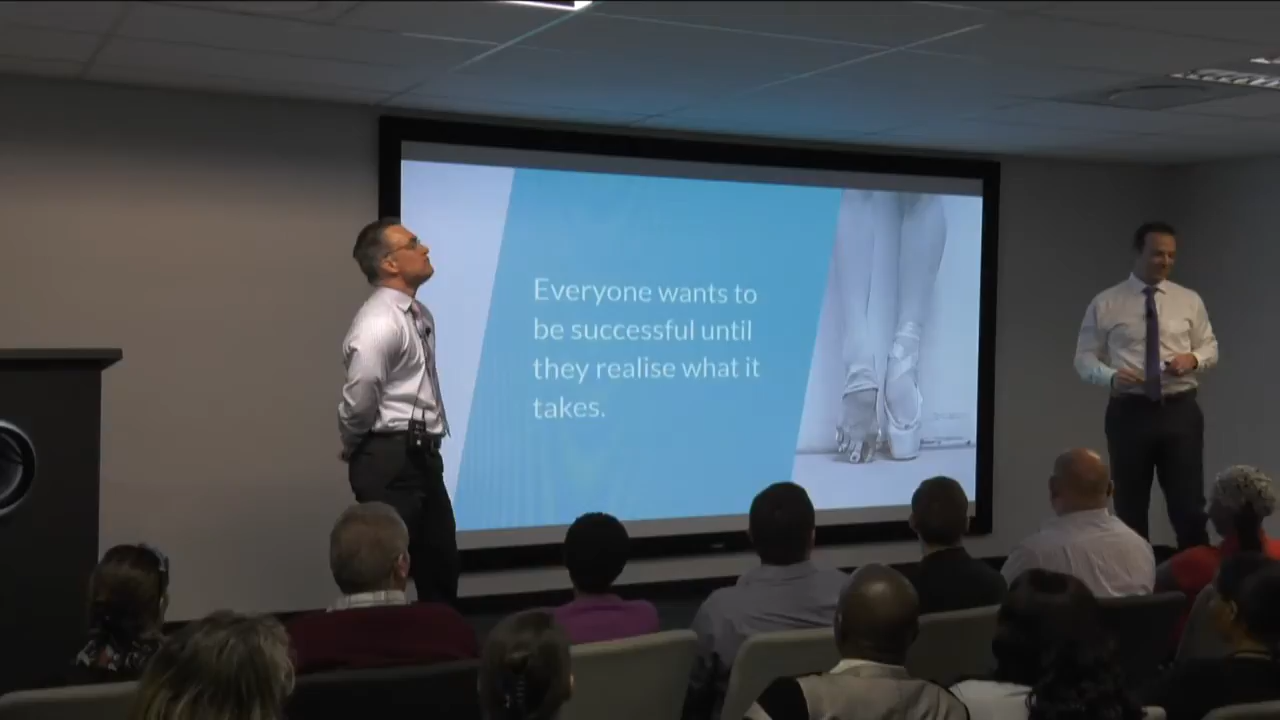 Everyone wants to
be successful until
they realise what it
takes.